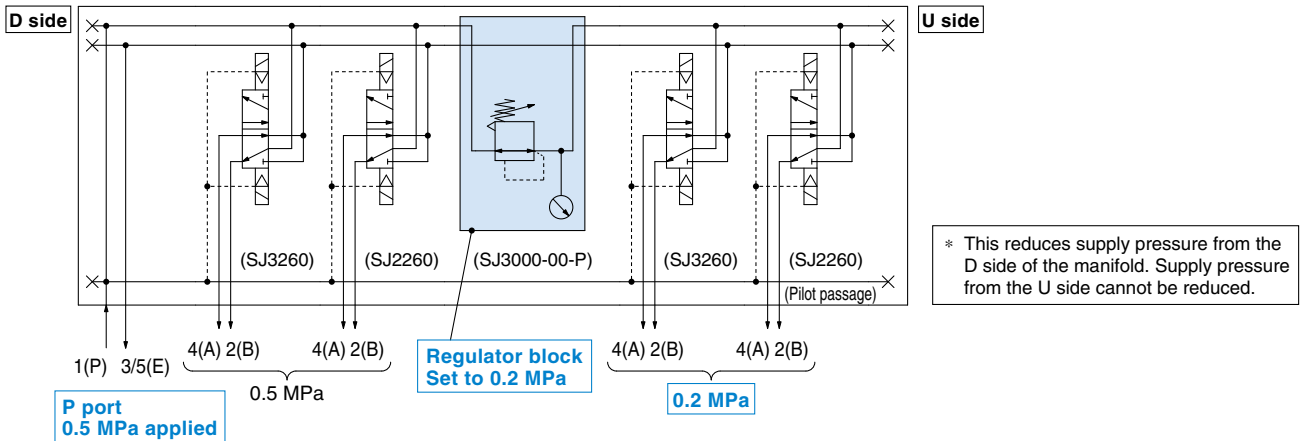 D side
U side
(SJ3260)
(SJ2260)
(SJ3000-00-P)
(SJ3260)
(SJ2260)
(Pilot passage)
* This reduces supply pressure from the
D side of the manifold. Supply pressure
from the U side cannot be reduced.
1(P) 3/5(E)
4(A) 2(B)
4(A) 2(B)
4(A) 2(B)
4(A) 2(B)
0.5 MPa
Regulator block
Set to 0.2 MPa
0.2 MPa
P port
0.5 MPa applied